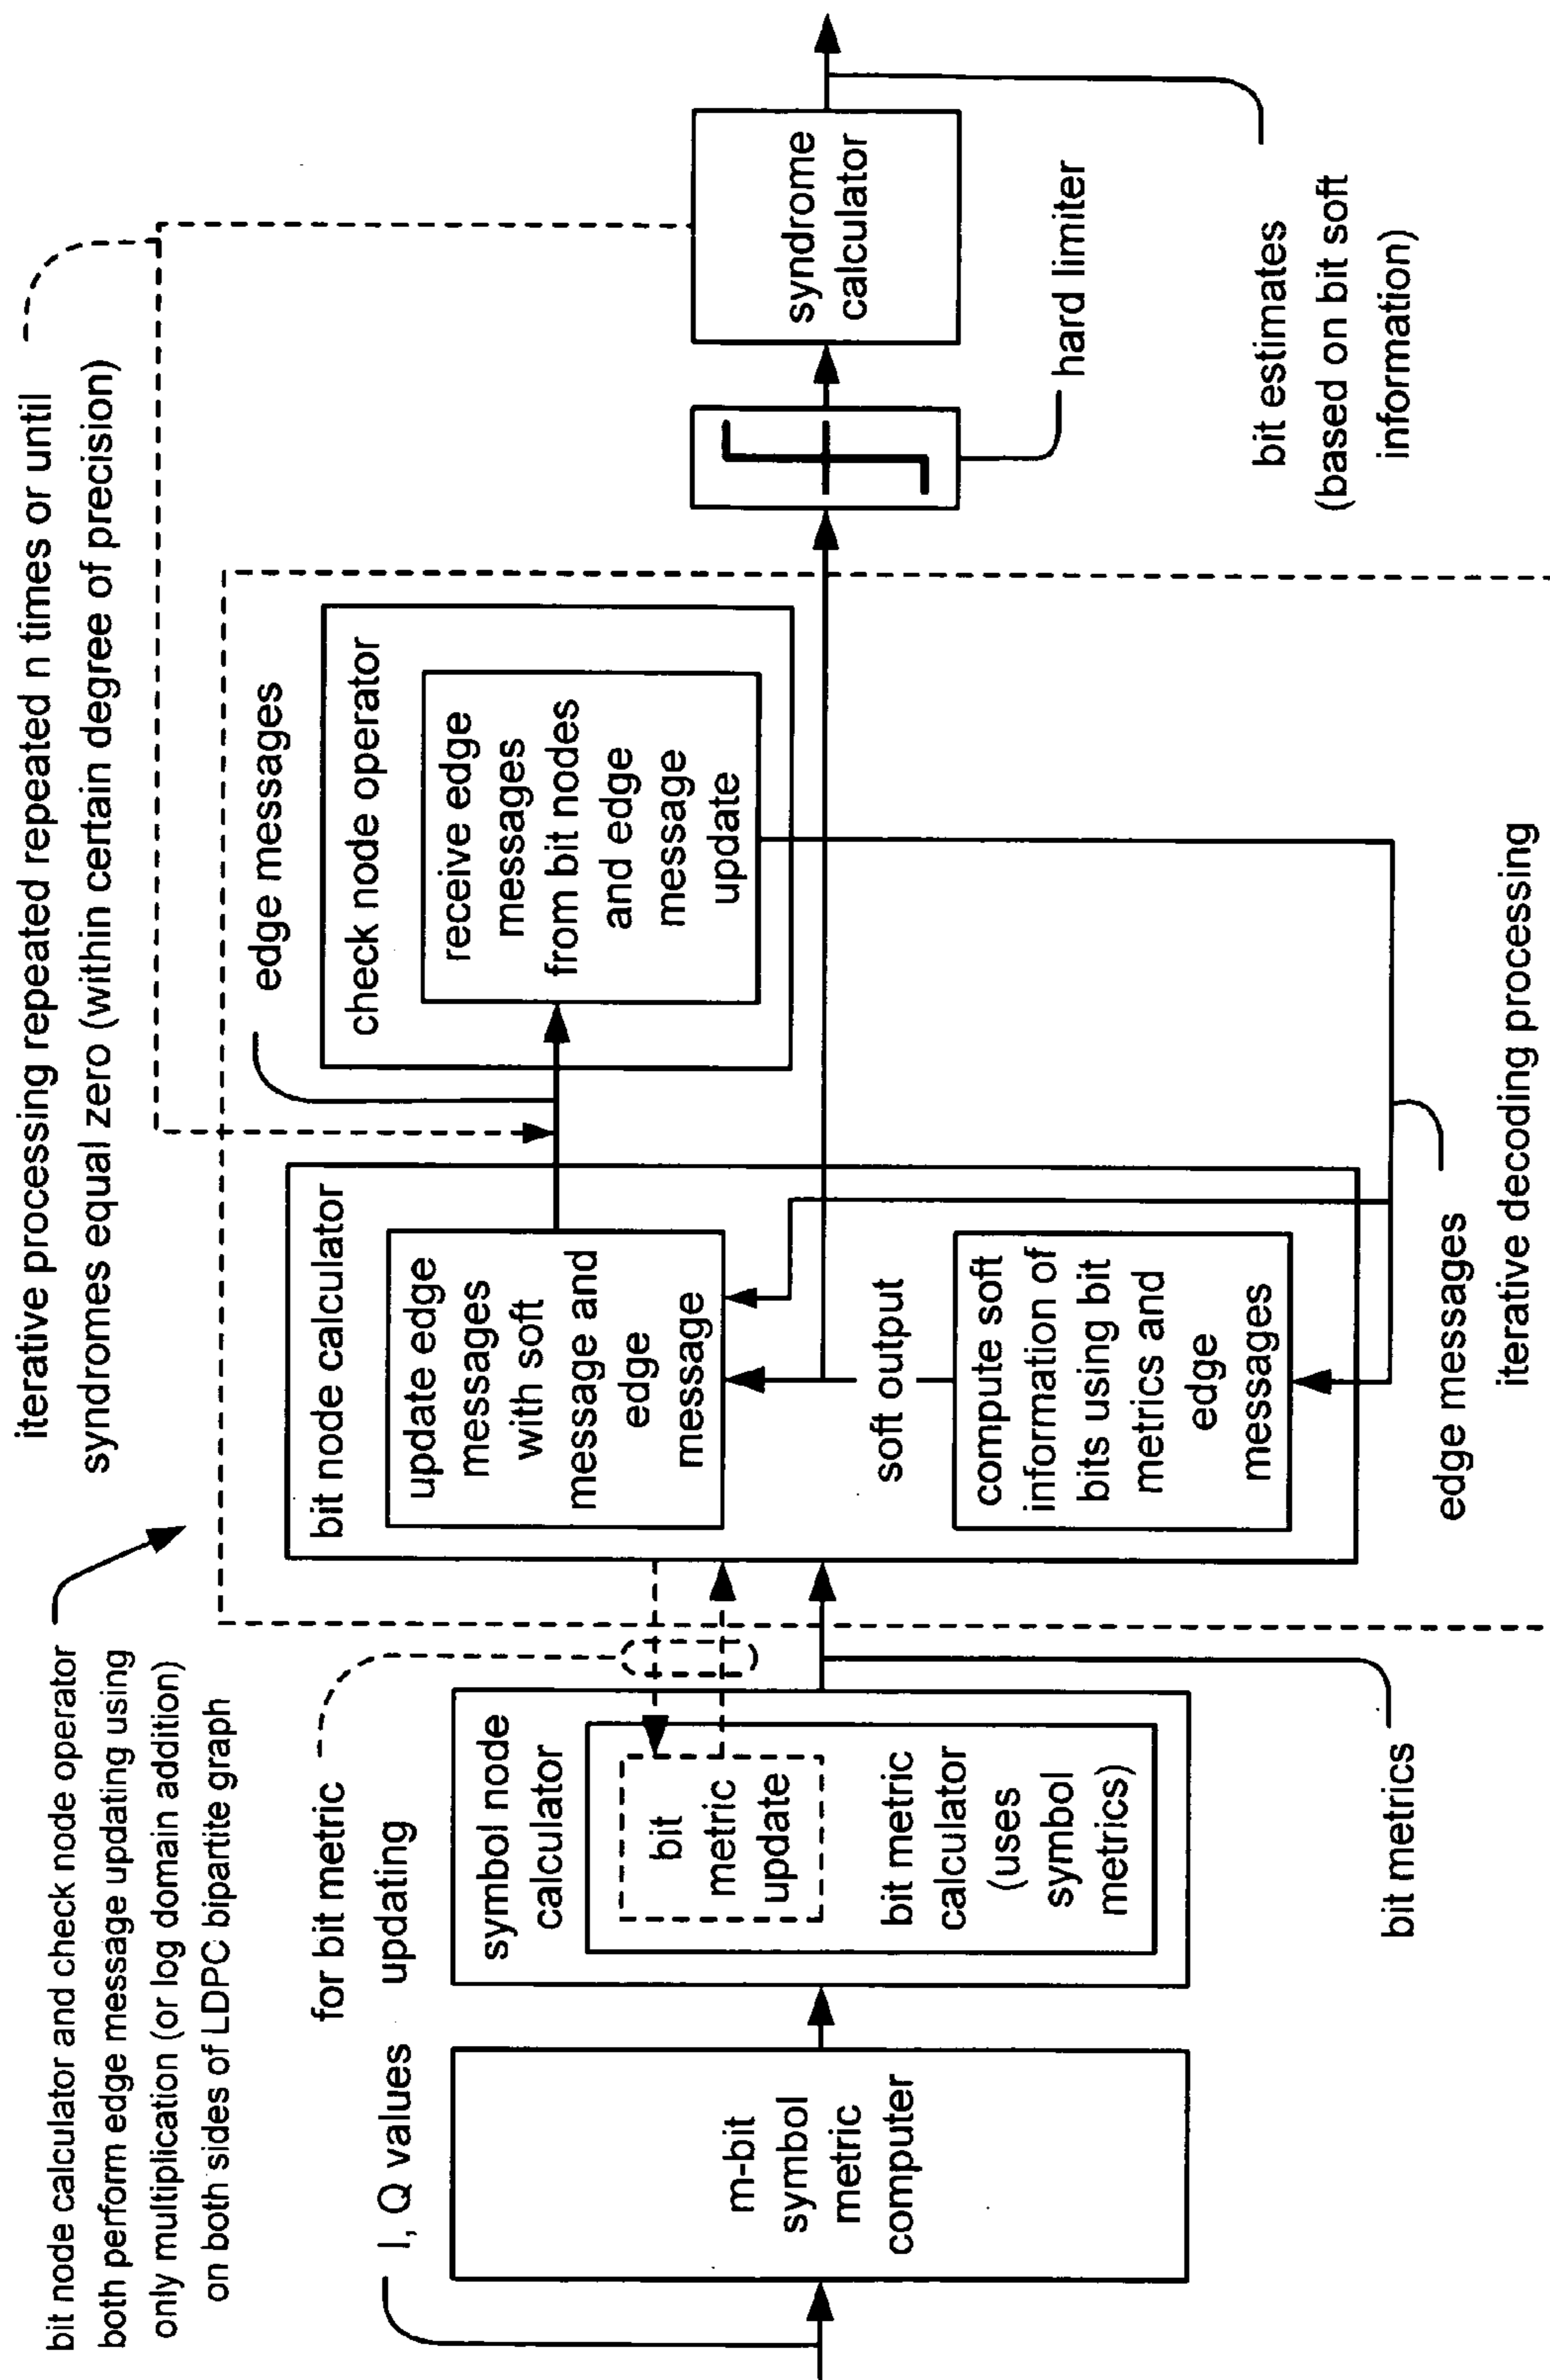 bit node calculator and check node operator
both perform edge message updating using
only multiplication (or log domain addition)
on both sides of LDPC bipartite graph
iterative processing repeated repeated n times or until
syndromes equal zero (within certain degree of precision)
I, Q values
m-bit
symbol
metric
computer
for bit metric
updating
symbol node
calculator
bit
metric
update
bit metric
calculator
(uses
symbol
metrics)
bit metrics
bit node calculator
update edge
messages
with soft
message and
edge
message
soft output
compute soft
information of
bits using bit
metrics and
edge
messages
edge messages
check node operator
receive edge
messages
from bit nodes
and edge
message
update
edge messages
iterative decoding processing
hard limiter
syndrome
calculator
bit estimates
(based on bit soft
information)